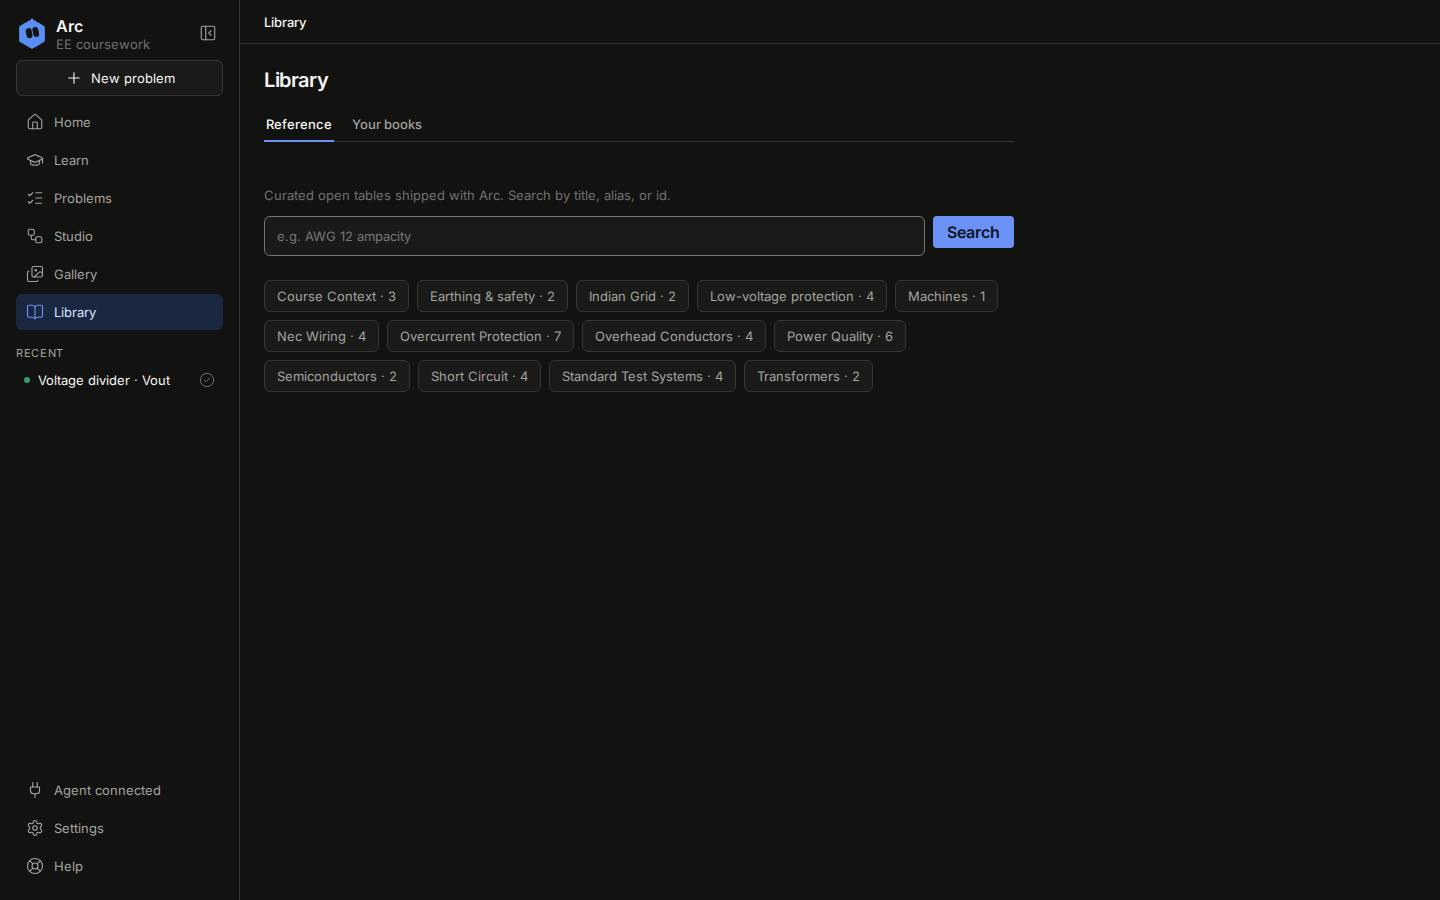 Arc
EE coursework
New problem
Home
Learn
Problems
Studio
Gallery
Library
RECENT
Voltage divider · Vout
Agent connected
Settings
Help
Library
Library
Reference Your books
Curated open tables shipped with Arc. Search by title, alias, or id.
e.g. AWG 12 ampacity Search
Course Context · 3 Earthing & safety · 2 Indian Grid · 2 Low-voltage protection · 4 Machines · 1
Nec Wiring · 4 Overcurrent Protection · 7 Overhead Conductors · 4 Power Quality · 6
Semiconductors · 2 Short Circuit · 4 Standard Test Systems · 4 Transformers · 2